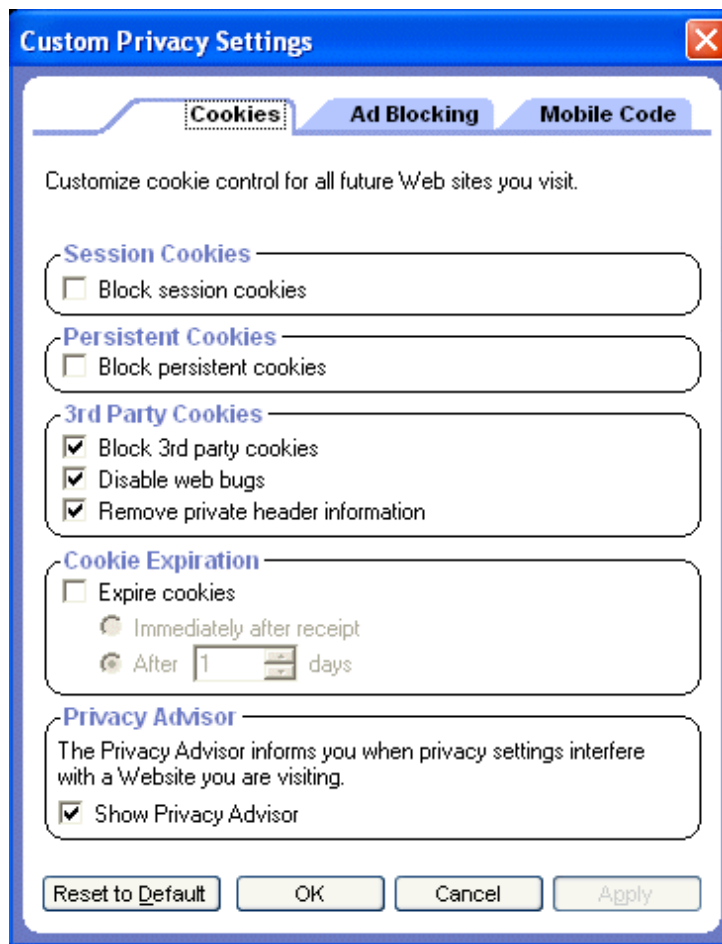 Custom Privacy Settings
Cookies Ad Blocking Mobile Code
Customize cookie control for all future Web sites you visit.
Session Cookies
Block session cookies
Persistent Cookies
Block persistent cookies
3rd Party Cookies
Block 3rd party cookies
Disable web bugs
Remove private header information
Cookie Expiration
Expire cookies
Immediately after receipt
After 1 days
Privacy Advisor
The Privacy Advisor informs you when privacy settings interfere
with a Website you are visiting.
Show Privacy Advisor
Reset to Default OK Cancel Apply